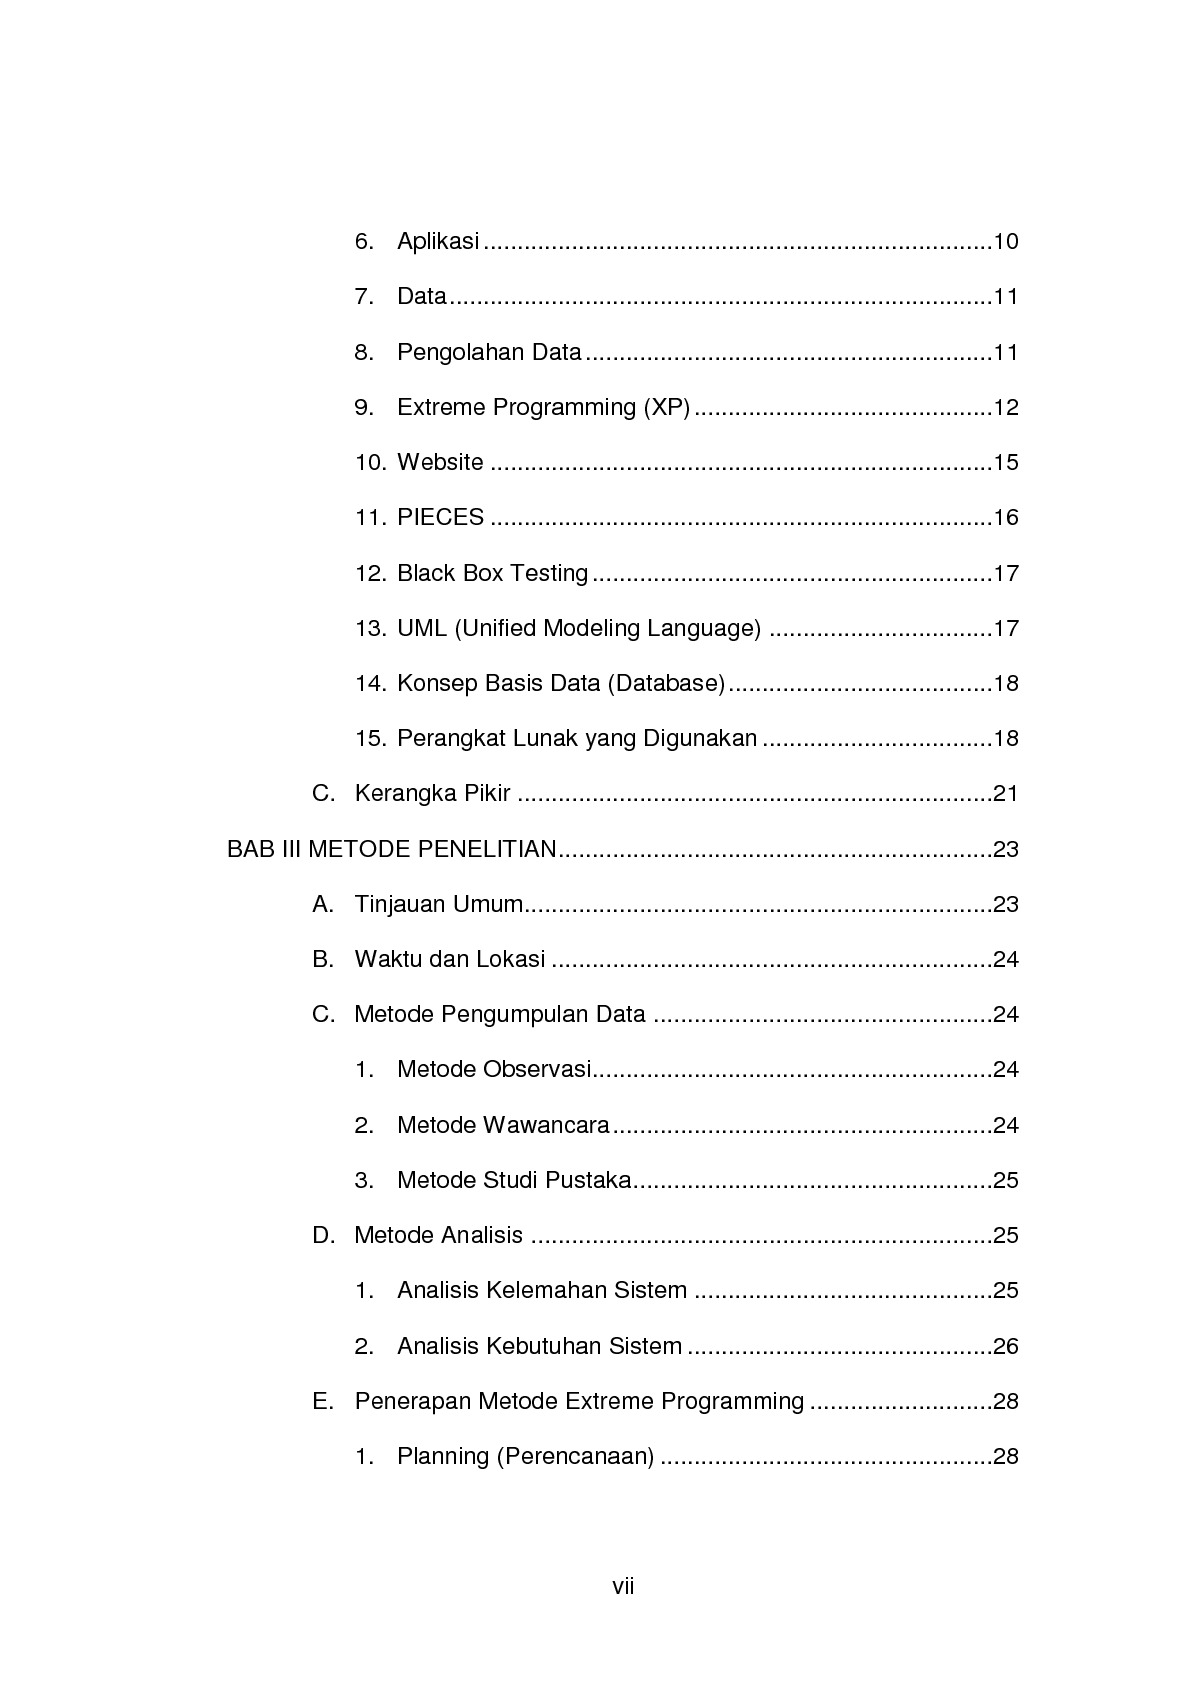 6. Aplikasi ...........................................................................10
7. Data................................................................................11
8. Pengolahan Data ............................................................11
9. Extreme Programming (XP) ............................................12
10. Website ..........................................................................15
11. PIECES ..........................................................................16
12. Black Box Testing ...........................................................17
13. UML (Unified Modeling Language) .................................17
14. Konsep Basis Data (Database) .......................................18
15. Perangkat Lunak yang Digunakan ..................................18
C. Kerangka Pikir ......................................................................21
BAB III METODE PENELITIAN................................................................23
A. Tinjauan Umum.....................................................................23
B. Waktu dan Lokasi .................................................................24
C. Metode Pengumpulan Data ..................................................24
1. Metode Observasi...........................................................24
2. Metode Wawancara ........................................................24
3. Metode Studi Pustaka.....................................................25
D. Metode Analisis ....................................................................25
1. Analisis Kelemahan Sistem ............................................25
2. Analisis Kebutuhan Sistem .............................................26
E. Penerapan Metode Extreme Programming ...........................28
1. Planning (Perencanaan) .................................................28
vii